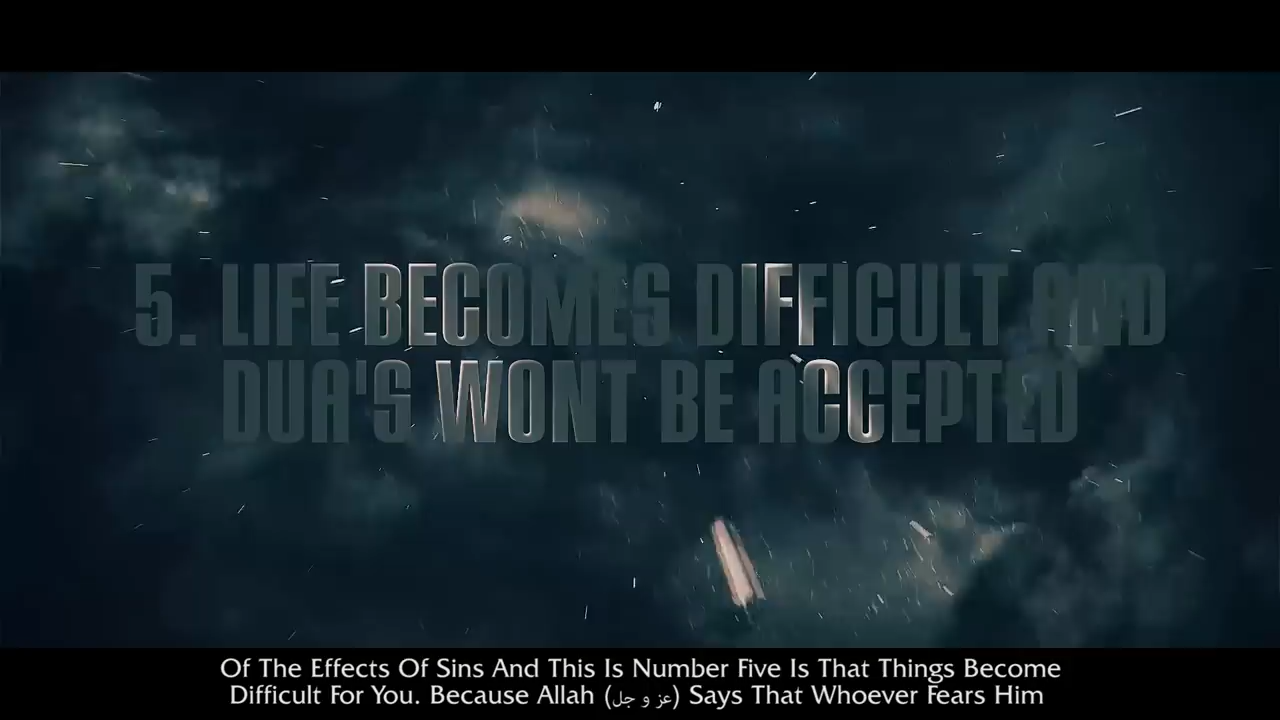 5. LIFE BECOMES DIFFICULT AND
DUA'S WONT BE ACCEPTED
Of The Effects Of Sins And This Is Number Five Is That Things Become
Difficult For You. Because Allah (عز و جل) Says That Whoever Fears Him